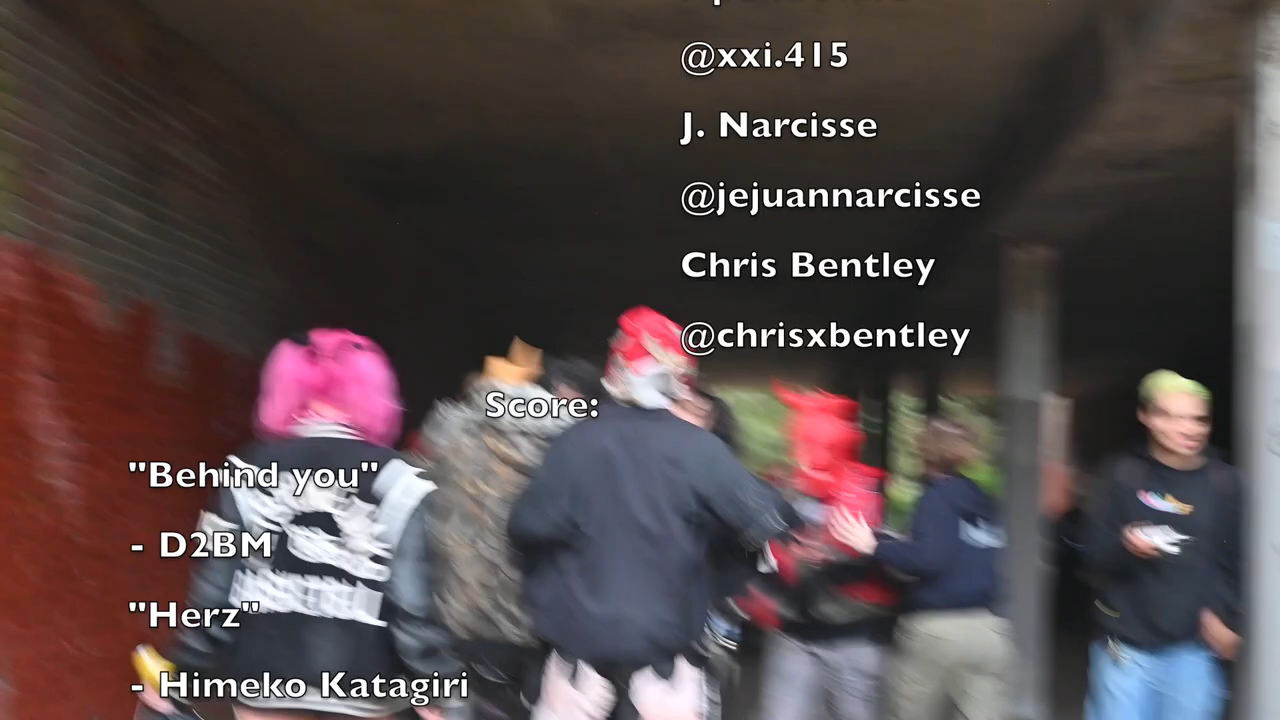 @xxi.415
J. Narcisse
@jejuannarcisse
Chris Bentley
@chrisxbentley
Score:
"Behind you"
- D2BM
"Herz"
- Himeko Katagiri